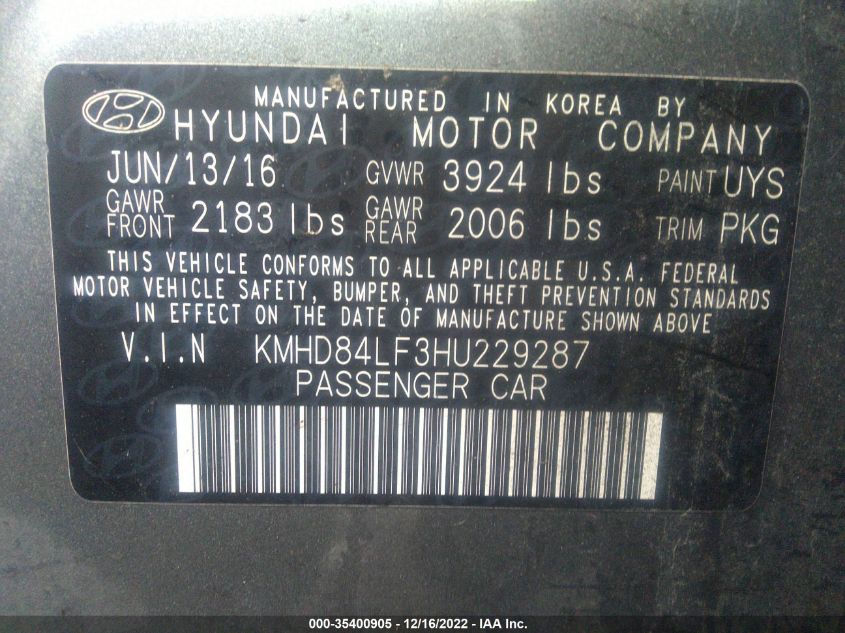 MANUFACTURED IN KOREA BY
HYUNDAI MOTOR COMPANY
JUN/13/16 GVWR 3924 lbs PAINT UYS
GAWR FRONT 2183 lbs GAWR REAR 2006 lbs TRIM PKG
THIS VEHICLE CONFORMS TO ALL APPLICABLE U.S.A. FEDERAL
MOTOR VEHICLE SAFETY, BUMPER, AND THEFT PREVENTION STANDARDS
IN EFFECT ON THE DATE OF MANUFACTURE SHOWN ABOVE
V.I.N KMHD84LF3HU229287
PASSENGER CAR
000-35400905 - 12/16/2022 - IAA Inc.